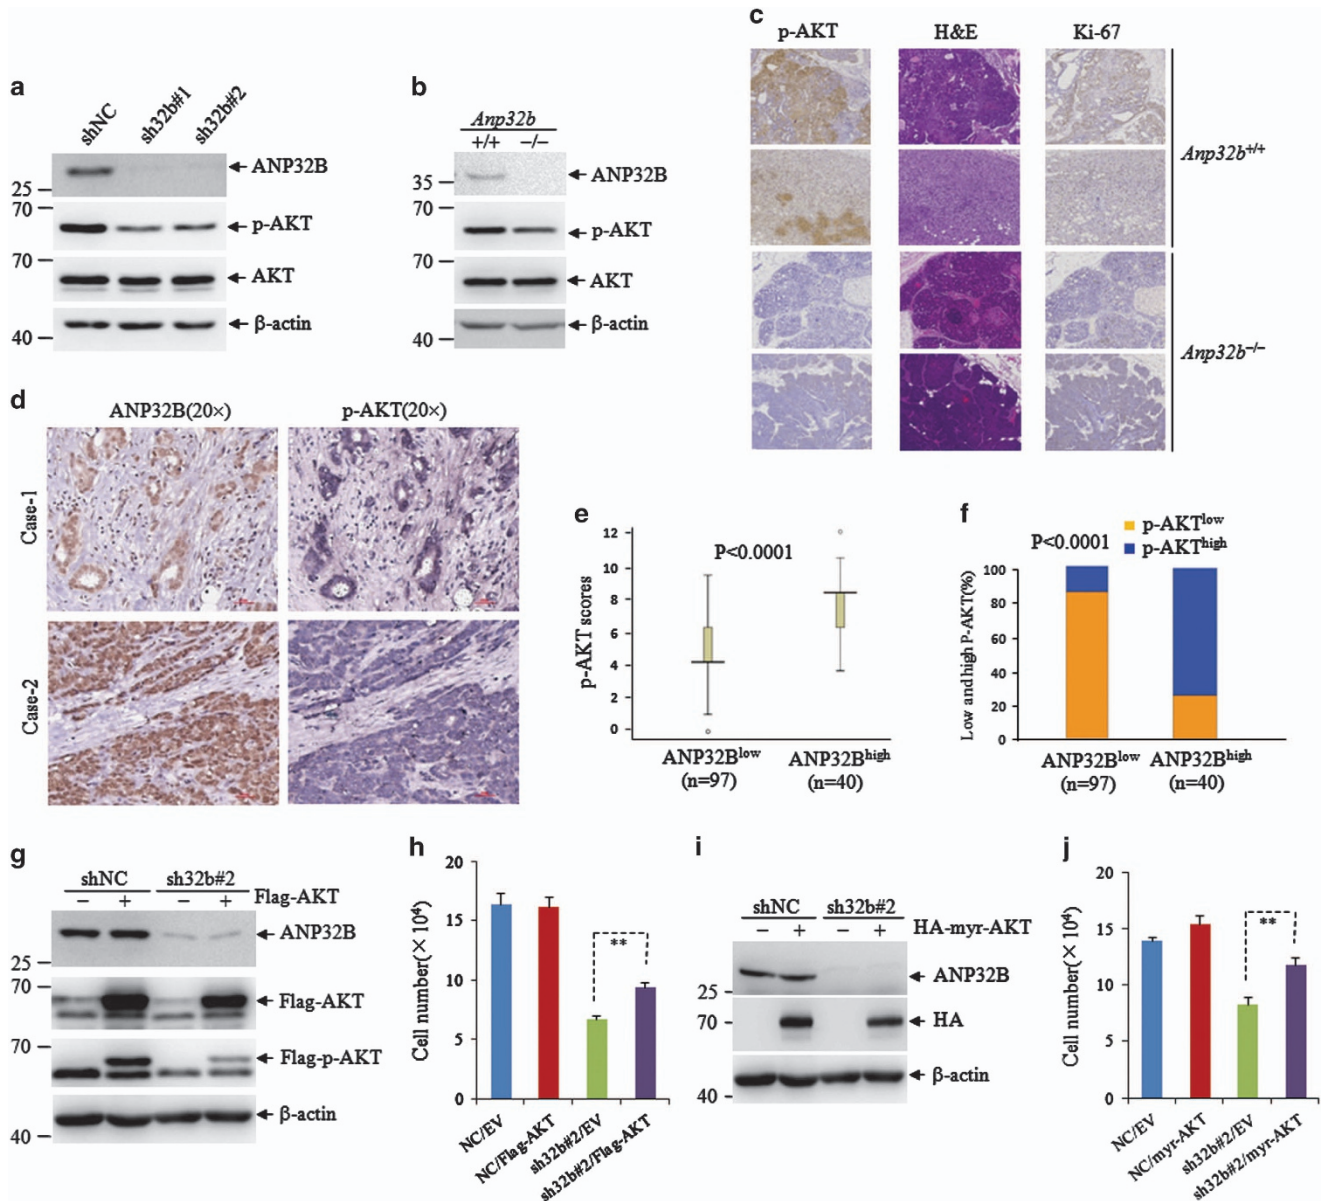 a
shNC
sh32b#1
sh32b#2
ANP32B
25
70
p-AKT
70
AKT
β-actin
40
b
Anp32b
+/+ −/−
35
ANP32B
70
p-AKT
70
AKT
β-actin
40
c
p-AKT H&E Ki-67
Anp32b+/+
Anp32b−/−
d
ANP32B(20×) p-AKT(20×)
Case-1
Case-2
e
p-AKT scores
12
10
8
6
4
2
0
P<0.0001
ANP32Blow ANP32Bhigh
(n=97) (n=40)
f
p-AKTlow
p-AKThigh
P<0.0001
Low and high P-AKT(%)
100
80
60
40
20
0
ANP32Blow ANP32Bhigh
(n=97) (n=40)
g
shNC sh32b#2
− + − + Flag-AKT
ANP32B
25
70
Flag-AKT
70
Flag-p-AKT
β-actin
40
h
Cell number(×10⁴)
20
15
10
5
0
**
NC/EV
NC/Flag-AKT
sh32b#2/EV
sh32b#2/Flag-AKT
i
shNC sh32b#2
− + − + HA-myr-AKT
ANP32B
25
70
HA
β-actin
40
j
Cell number(×10⁴)
20
15
10
5
0
**
NC/EV
NC/myr-AKT
sh32b#2/EV
sh32b#2/myr-AKT